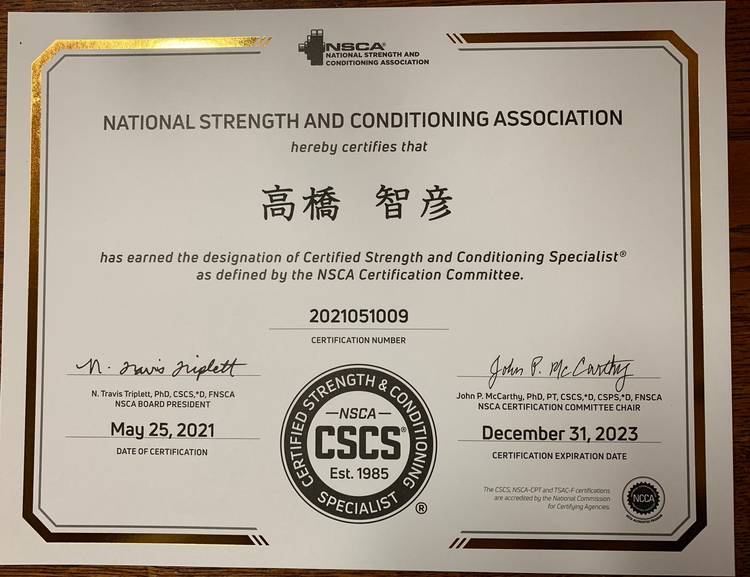 NSCA®
NATIONAL STRENGTH AND
CONDITIONING ASSOCIATION
NATIONAL STRENGTH AND CONDITIONING ASSOCIATION
hereby certifies that
高橋 智彦
has earned the designation of Certified Strength and Conditioning Specialist®
as defined by the NSCA Certification Committee.
2021051009
CERTIFICATION NUMBER
N. Travis Triplett
N. Travis Triplett, PhD, CSCS,*D, FNSCA
NSCA BOARD PRESIDENT
May 25, 2021
DATE OF CERTIFICATION
CERTIFIED STRENGTH & CONDITIONING
NSCA
CSCS®
Est. 1985
SPECIALIST
®
John P. McCarthy
John P. McCarthy, PhD, PT, CSCS,*D, CSPS,*D, FNSCA
NSCA CERTIFICATION COMMITTEE CHAIR
December 31, 2023
CERTIFICATION EXPIRATION DATE
The CSCS, NSCA-CPT and TSAC-F certifications
are accredited by the National Commission
for Certifying Agencies.
NCCA